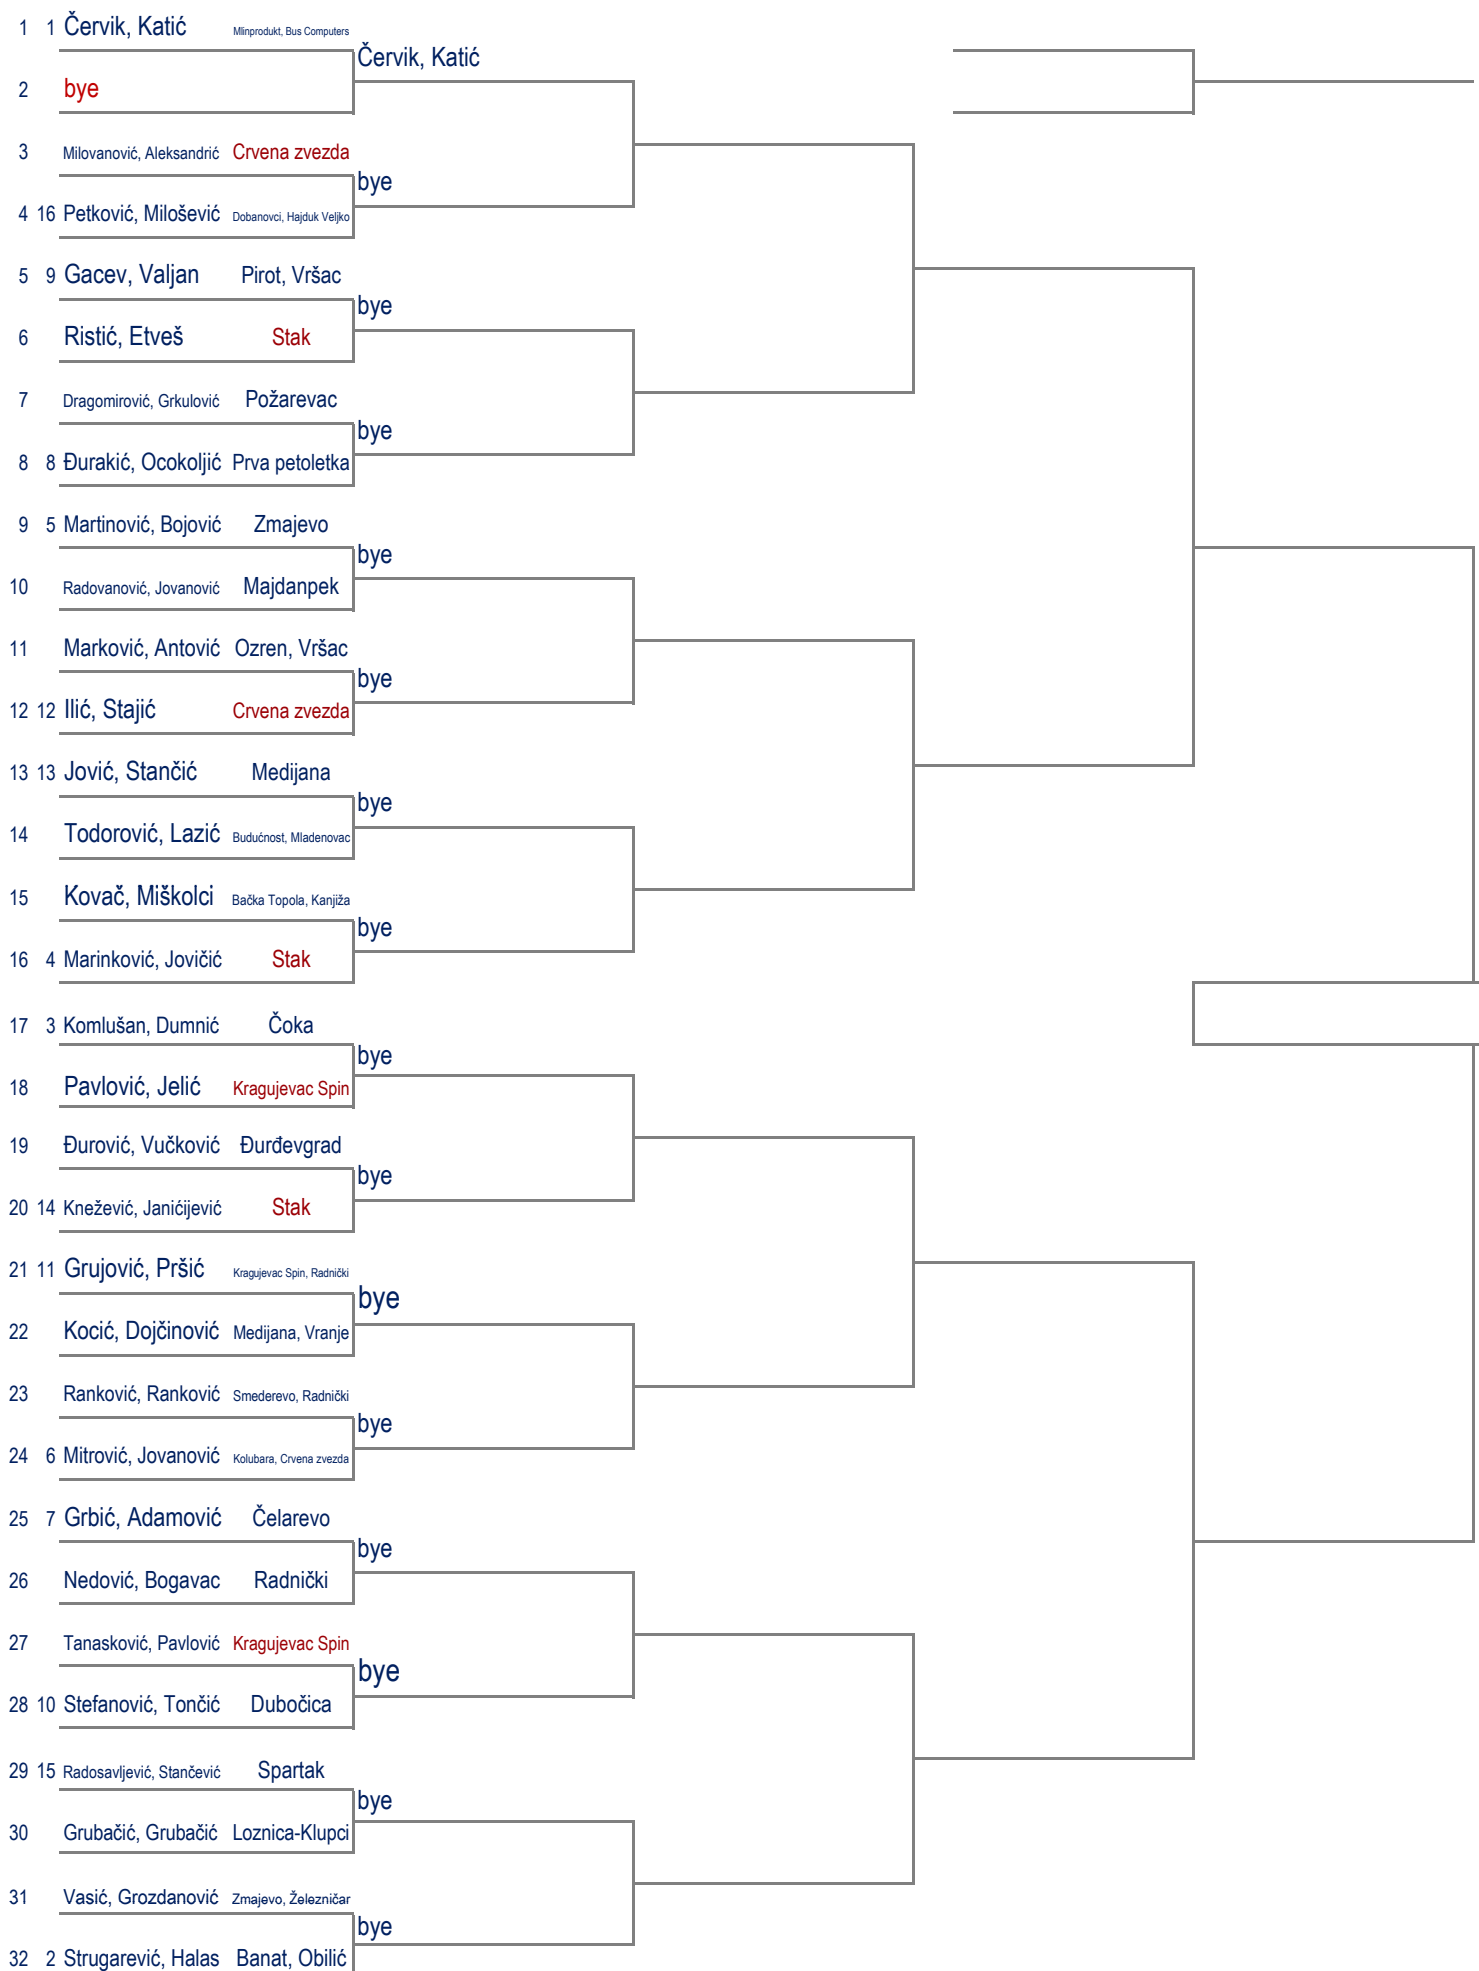 1 1 Červik, Katić Mlinprodukt, Bus Computers
Červik, Katić
2 bye
3 Milovanović, Aleksandrić Crvena zvezda
bye
4 16 Petković, Milošević Dobanovci, Hajduk Veljko
5 9 Gacev, Valjan Pirot, Vršac
bye
6 Ristić, Etveš Stak
7 Dragomirović, Grkulović Požarevac
bye
8 8 Đurakić, Ocokoljić Prva petoletka
9 5 Martinović, Bojović Zmajevo
bye
10 Radovanović, Jovanović Majdanpek
11 Marković, Antović Ozren, Vršac
bye
12 12 Ilić, Stajić Crvena zvezda
13 13 Jović, Stančić Medijana
bye
14 Todorović, Lazić Budućnost, Mladenovac
15 Kovač, Miškolci Bačka Topola, Kanjiža
bye
16 4 Marinković, Jovičić Stak
17 3 Komlušan, Dumnić Čoka
bye
18 Pavlović, Jelić Kragujevac Spin
19 Đurović, Vučković Đurđevgrad
bye
20 14 Knežević, Janićijević Stak
21 11 Grujović, Pršić Kragujevac Spin, Radnički
bye
22 Kocić, Dojčinović Medijana, Vranje
23 Ranković, Ranković Smederevo, Radnički
bye
24 6 Mitrović, Jovanović Kolubara, Crvena zvezda
25 7 Grbić, Adamović Čelarevo
bye
26 Nedović, Bogavac Radnički
27 Tanasković, Pavlović Kragujevac Spin
bye
28 10 Stefanović, Tončić Dubočica
29 15 Radosavljević, Stančević Spartak
bye
30 Grubačić, Grubačić Loznica-Klupci
31 Vasić, Grozdanović Zmajevo, Železničar
bye
32 2 Strugarević, Halas Banat, Obilić